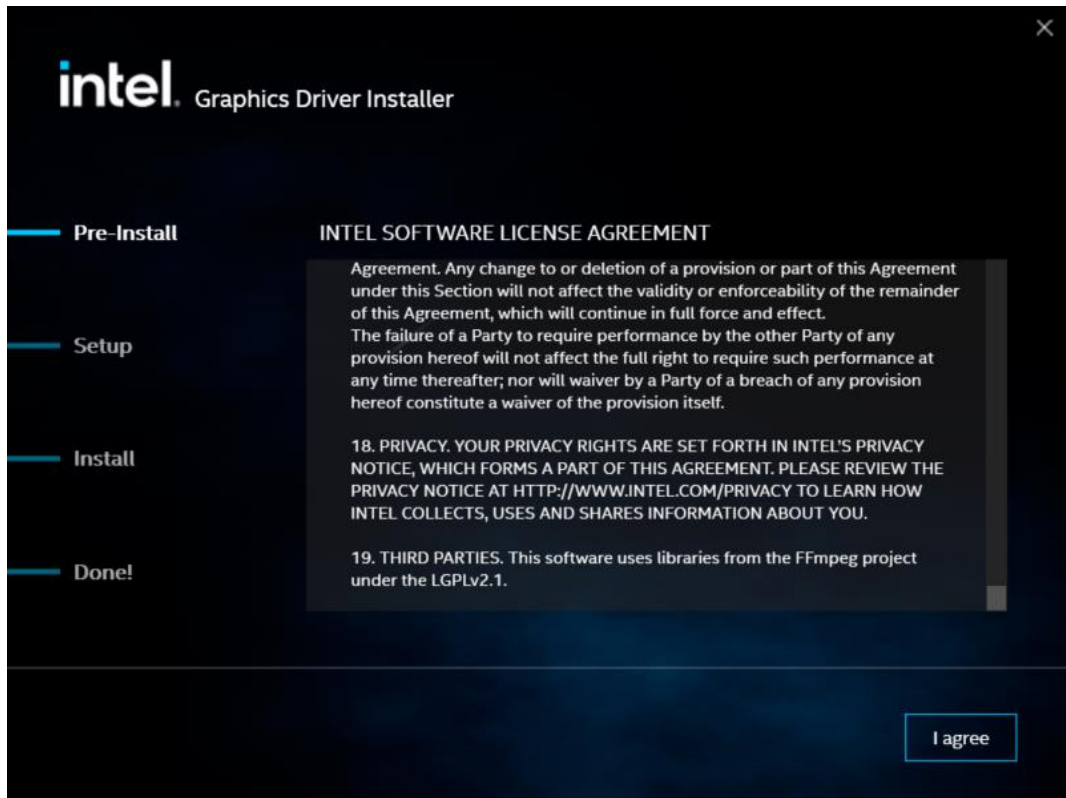 intel. Graphics Driver Installer
Pre-Install
Setup
Install
Done!
INTEL SOFTWARE LICENSE AGREEMENT
Agreement. Any change to or deletion of a provision or part of this Agreement
under this Section will not affect the validity or enforceability of the remainder
of this Agreement, which will continue in full force and effect.
The failure of a Party to require performance by the other Party of any
provision hereof will not affect the full right to require such performance at
any time thereafter; nor will waiver by a Party of a breach of any provision
hereof constitute a waiver of the provision itself.
18. PRIVACY. YOUR PRIVACY RIGHTS ARE SET FORTH IN INTEL'S PRIVACY
NOTICE, WHICH FORMS A PART OF THIS AGREEMENT. PLEASE REVIEW THE
PRIVACY NOTICE AT HTTP://WWW.INTEL.COM/PRIVACY TO LEARN HOW
INTEL COLLECTS, USES AND SHARES INFORMATION ABOUT YOU.
19. THIRD PARTIES. This software uses libraries from the FFmpeg project
under the LGPLv2.1.
I agree